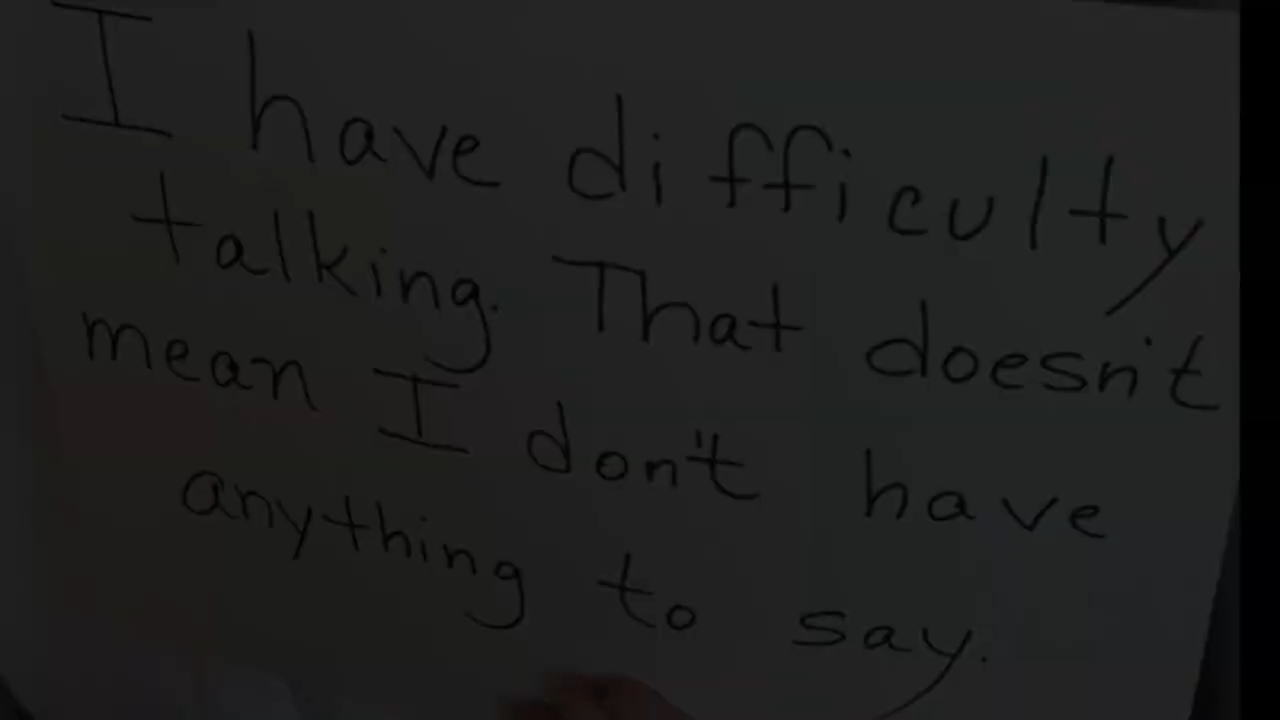 I have difficulty
talking. That doesn't
mean I don't have
anything to say.